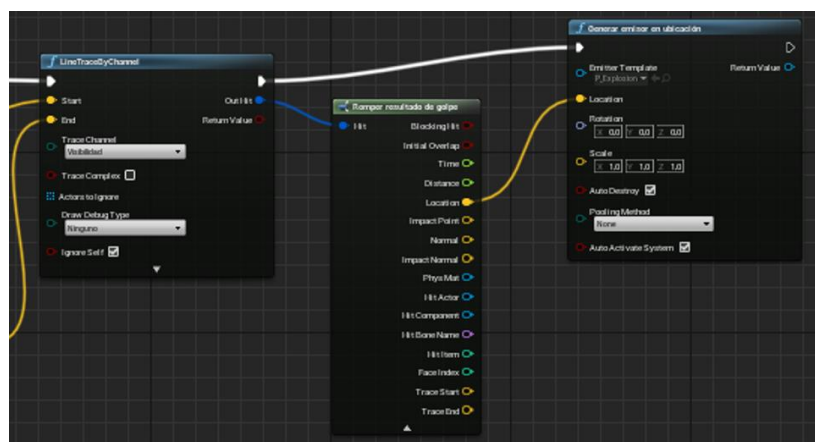 LineTraceByChannel
Start
Out Hit
End
Return Value
Trace Channel
Visibilidad
Trace Complex
Actors to Ignore
Draw Debug Type
Ninguno
Ignore Self
Romper resultado de golpe
Hit
Blocking Hit
Initial Overlap
Time
Distance
Location
Impact Point
Normal
Impact Normal
Phys Mat
Hit Actor
Hit Component
Hit Bone Name
Hit Item
Face Index
Trace Start
Trace End
Generar emisor en ubicación
Emitter Template
Return Value
P_Explosion
Location
Rotation
X 0,0 Y 0,0 Z 0,0
Scale
X 1,0 Y 1,0 Z 1,0
Auto Destroy
Pooling Method
None
Auto Activate System